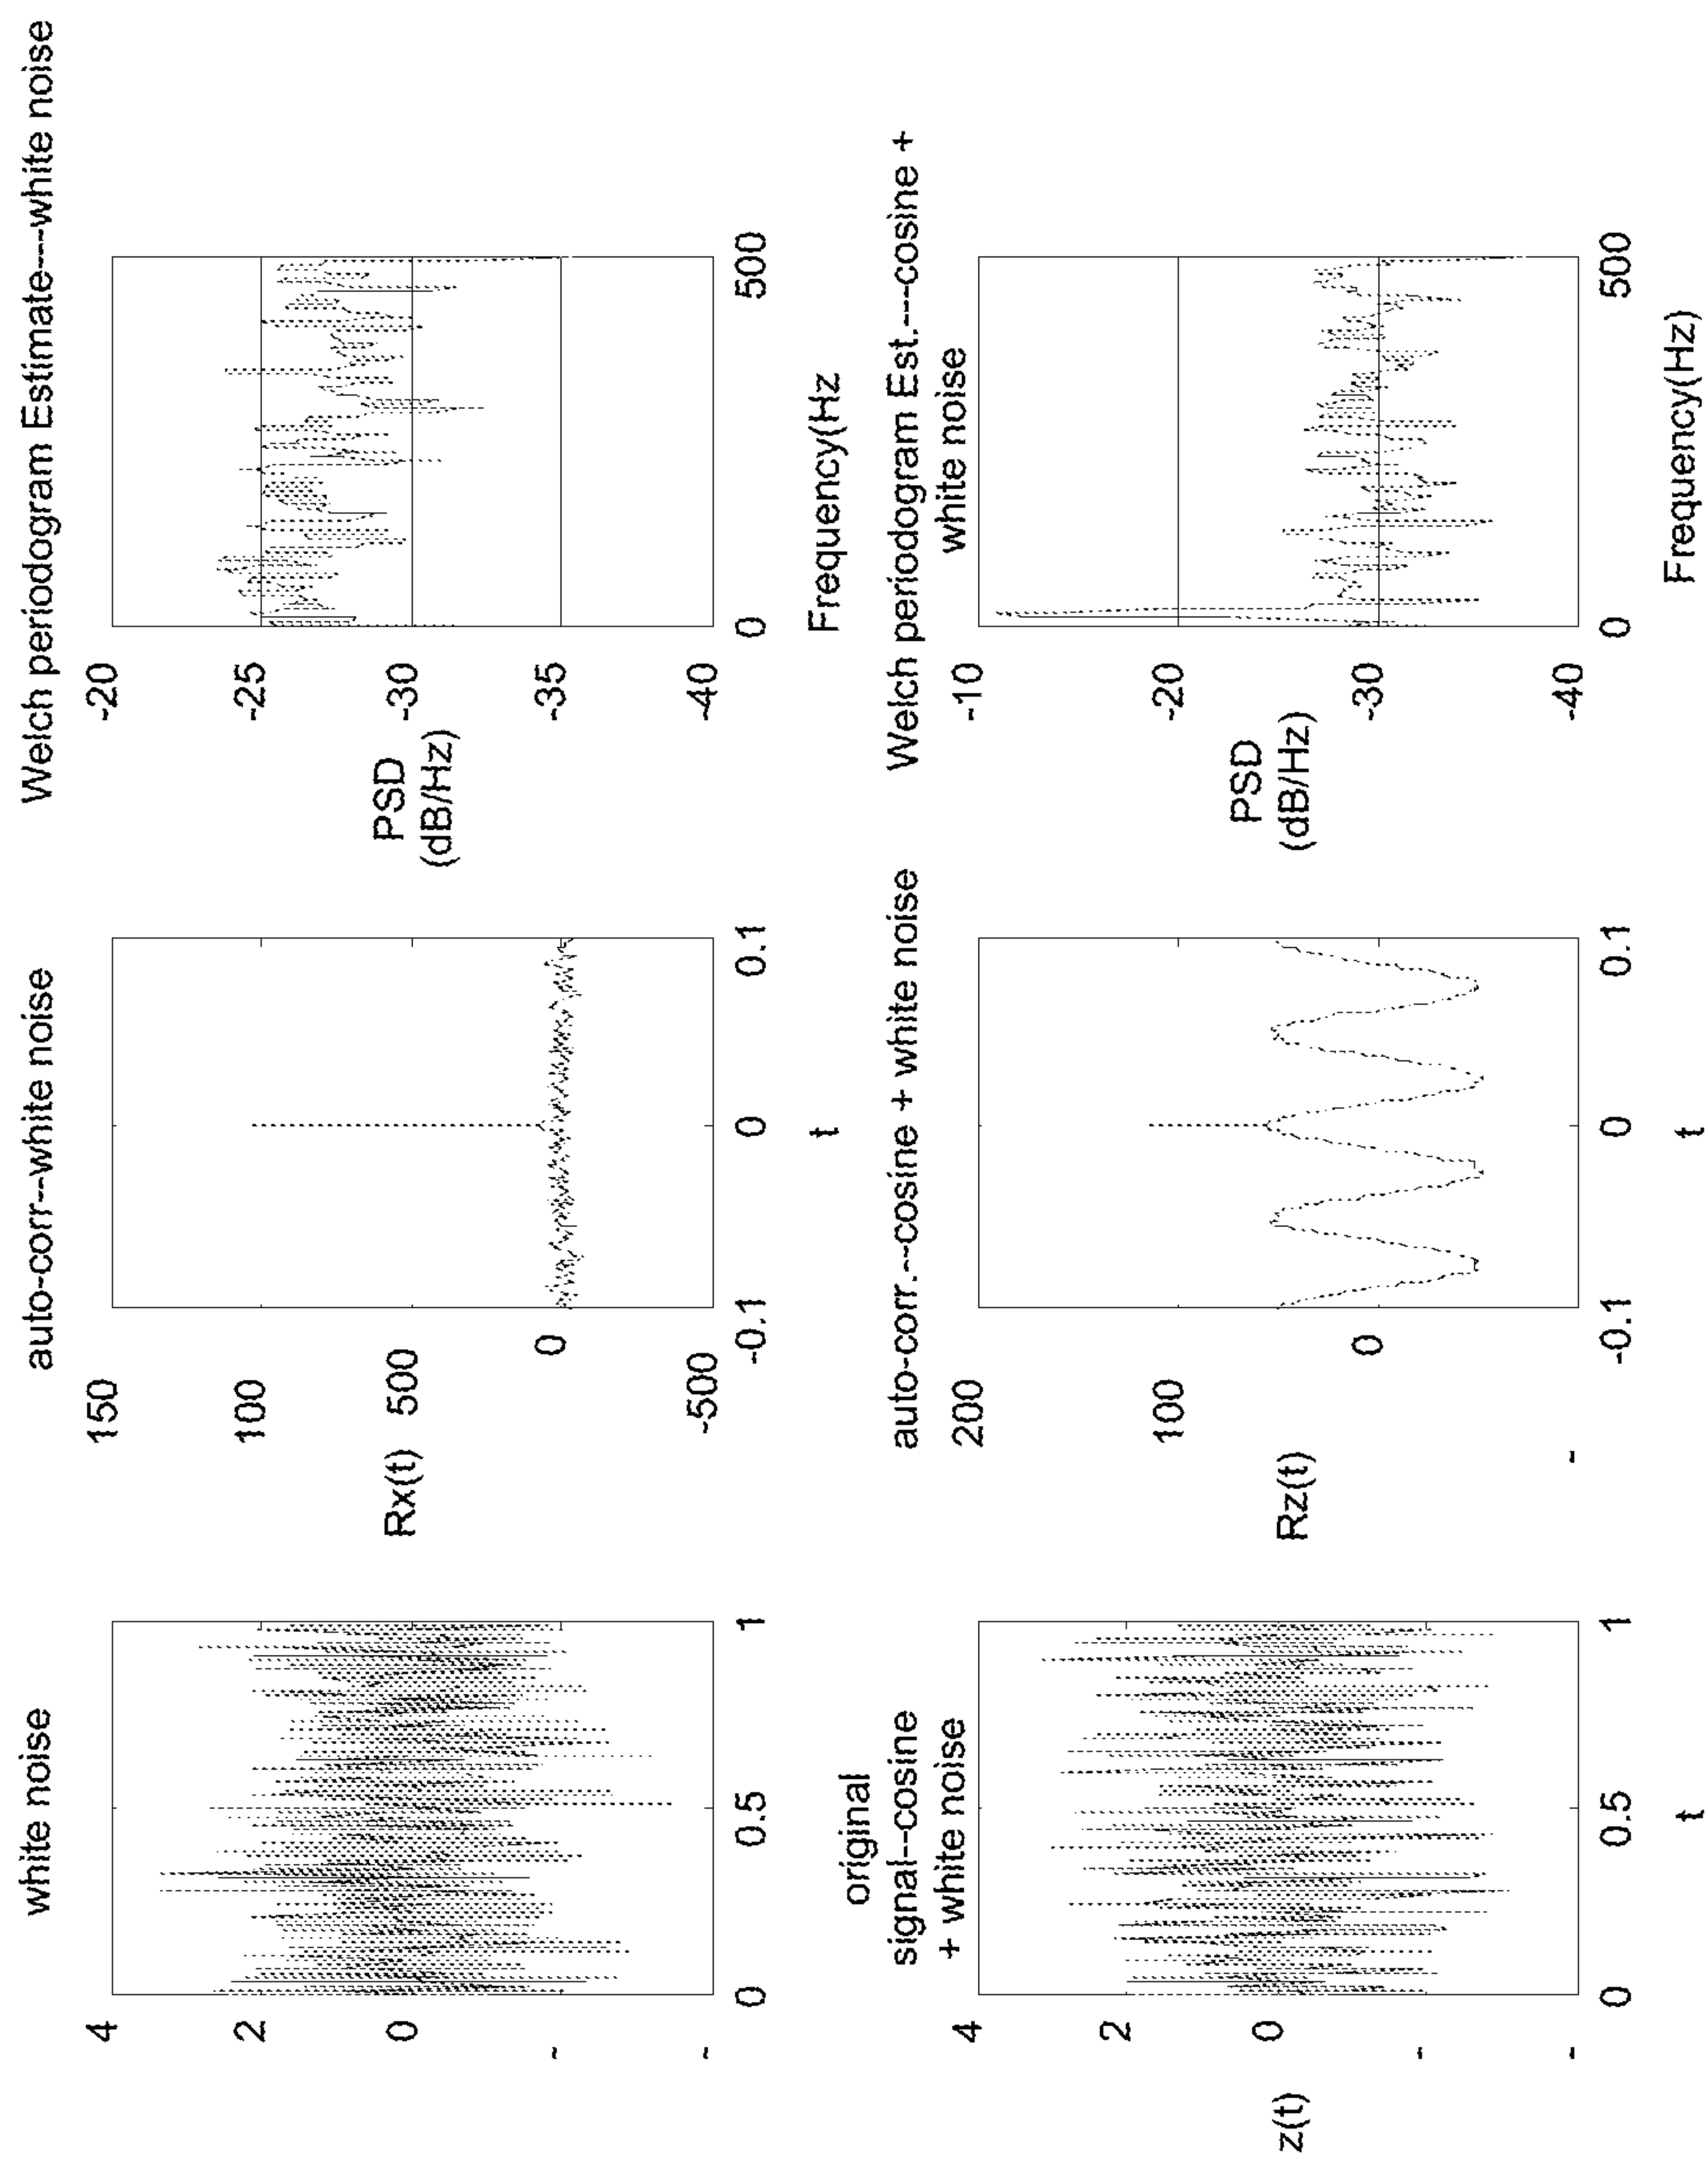 white noise
4
2
0
-
-
0
0.5
1
auto-corr--white noise
150
100
Rx(t) 500
0
-500
-0.1
0
0.1
t
Welch periodogram Estimate---white noise
-20
-25
-30
-35
-40
PSD
(dB/Hz)
0
500
Frequency(Hz
original
signal-cosine
+ white noise
4
2
0
-
-
z(t)
0
0.5
1
t
auto-corr.--cosine + white noise
200
100
0
-
Rz(t)
-0.1
0
0.1
t
Welch periodogram Est.----cosine +
white noise
-10
-20
-30
-40
PSD
(dB/Hz)
0
500
Frequency(Hz)